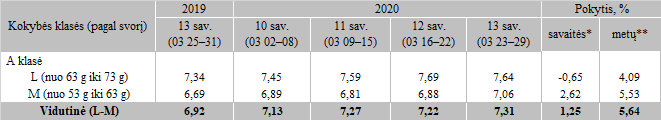 Kokybės klasės (pagal svorį) 2019 2020 Pokytis, %
13 sav. (03 25–31) 10 sav. (03 02–08) 11 sav. (03 09–15) 12 sav. (03 16–22) 13 sav. (03 23–29) savaitės* metų**
A klasė
L (nuo 63 g iki 73 g) 7,34 7,45 7,59 7,69 7,64 -0,65 4,09
M (nuo 53 g iki 63 g) 6,69 6,89 6,81 6,88 7,06 2,62 5,53
Vidutinė (L-M) 6,92 7,13 7,27 7,22 7,31 1,25 5,64